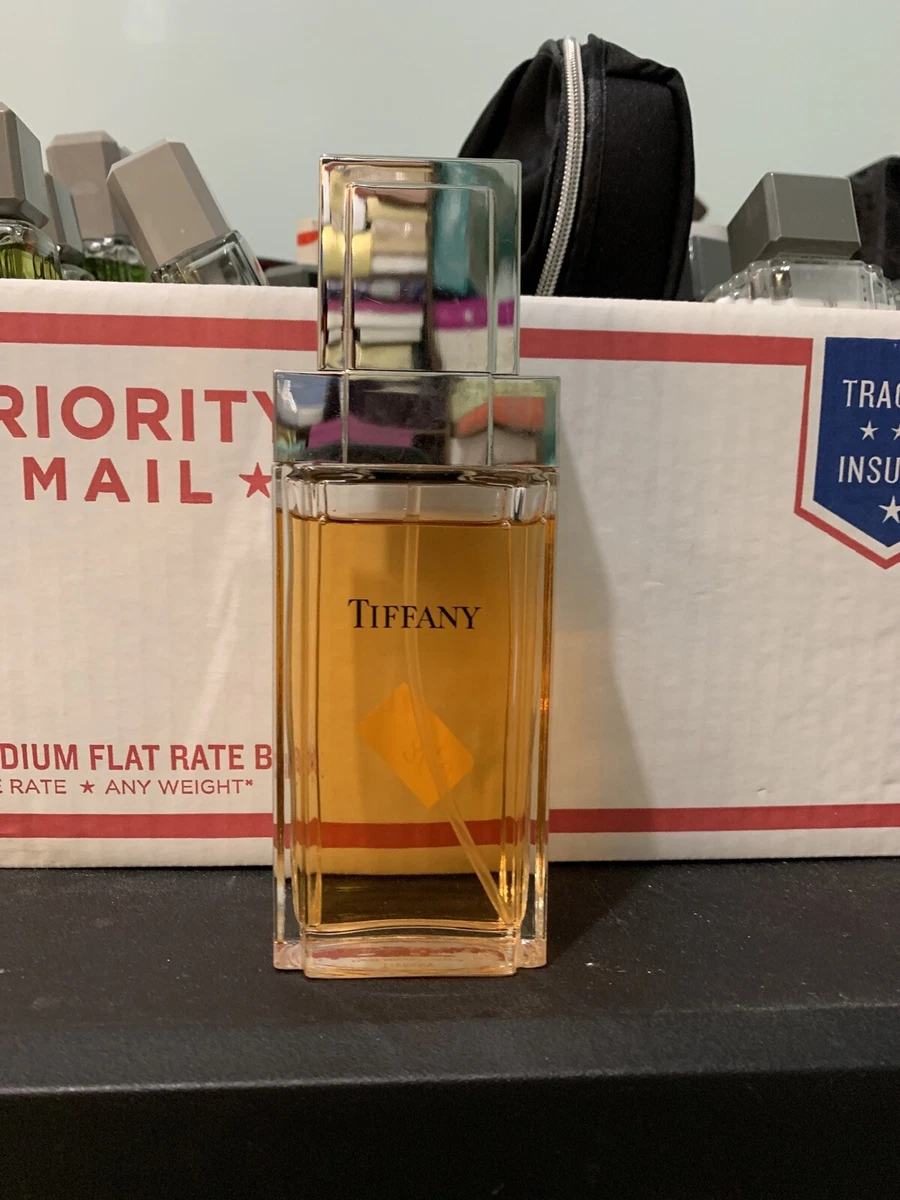 RIORITY
MAIL ★
TRAC
★ ★
INSU
★
TIFFANY
DIUM FLAT RATE B
E RATE ★ ANY WEIGHT*